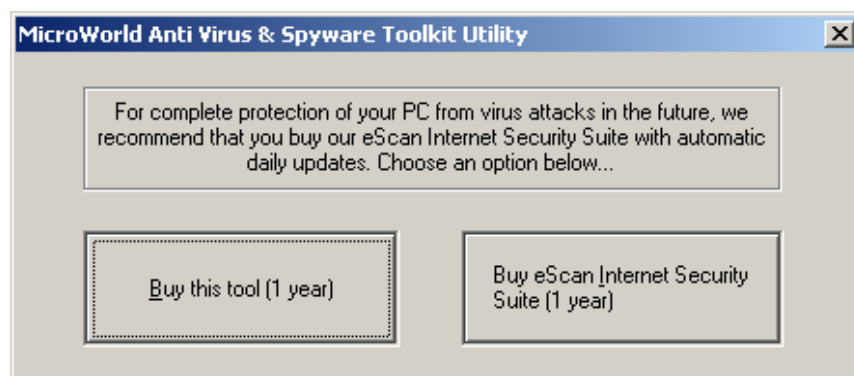 MicroWorld Anti Virus & Spyware Toolkit Utility
For complete protection of your PC from virus attacks in the future, we
recommend that you buy our eScan Internet Security Suite with automatic
daily updates. Choose an option below...
Buy this tool (1 year)
Buy eScan Internet Security
Suite (1 year)